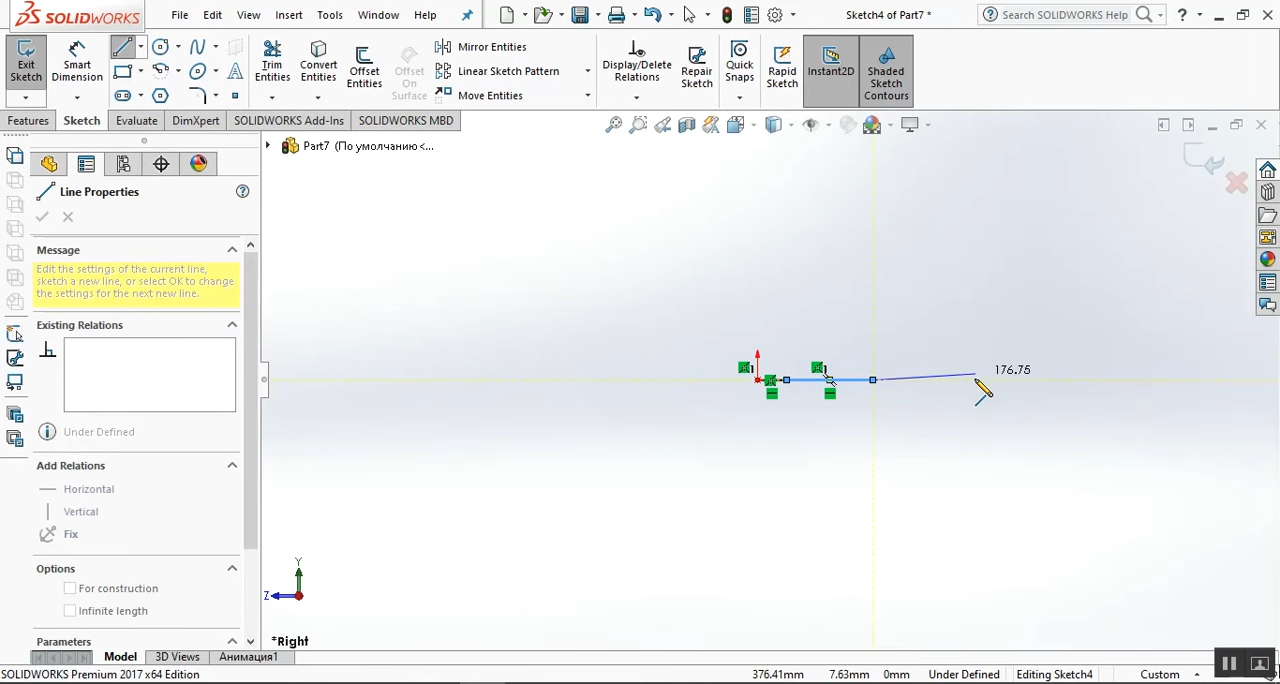 SOLIDWORKS File Edit View Insert Tools Window Help Sketch4 of Part7 * Search SOLIDWORKS Help ?
Exit Sketch
Smart Dimension
Trim Entities
Convert Entities
Offset Entities
Offset On Surface
Mirror Entities
Linear Sketch Pattern
Move Entities
Display/Delete Relations
Repair Sketch
Quick Snaps
Rapid Sketch
Instant2D
Shaded Sketch Contours
Features Sketch Evaluate DimXpert SOLIDWORKS Add-Ins SOLIDWORKS MBD
Part7 (По умолчанию<...
Line Properties
Message
Edit the settings of the current line,
sketch a new line, or select OK to change
the settings for the next new line.
Existing Relations
Under Defined
Add Relations
Horizontal
Vertical
Fix
Options
For construction
Infinite length
Parameters
176.75
Y
Z
*Right
Model 3D Views Анимация1
SOLIDWORKS Premium 2017 x64 Edition 376.41mm 7.63mm 0mm Under Defined Editing Sketch4 Custom